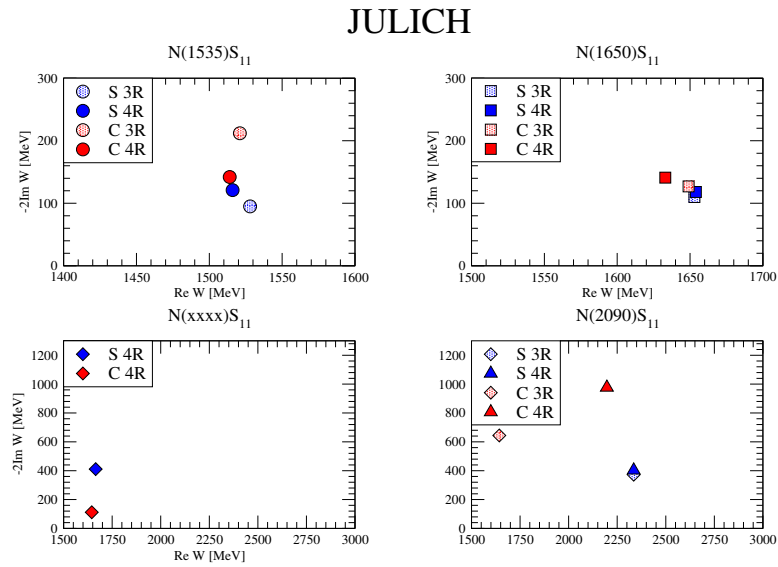 JULICH
N(1535)S11 N(1650)S11
300 300
S 3R S 3R
S 4R S 4R
200 C 3R 200 C 3R
C 4R C 4R
-2Im W [MeV] -2Im W [MeV]
100 100
0 0
1400 1450 1500 1550 1600 1500 1550 1600 1650 1700
Re W [MeV] Re W [MeV]
N(xxxx)S11 N(2090)S11
1200 S 4R 1200 S 3R
C 4R S 4R
1000 1000 C 3R
800 800 C 4R
-2Im W [MeV]
600 600
400 400
200 200
0 0
1500 1750 2000 2250 2500 2750 3000 1500 1750 2000 2250 2500 2750 3000
Re W [MeV]